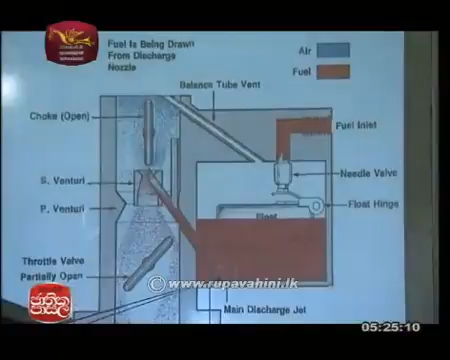 Fuel Is Being Drawn
From Discharge
Nozzle
Air
Fuel
Balance Tube Vent
Choke (Open)
Fuel Inlet
Needle Valve
S. Venturi
Float Hinge
P. Venturi
Float
Throttle Valve
Partially Open
© www.rupavahini.lk
Main Discharge Jet
ජාතික
පාසල
05:25:10